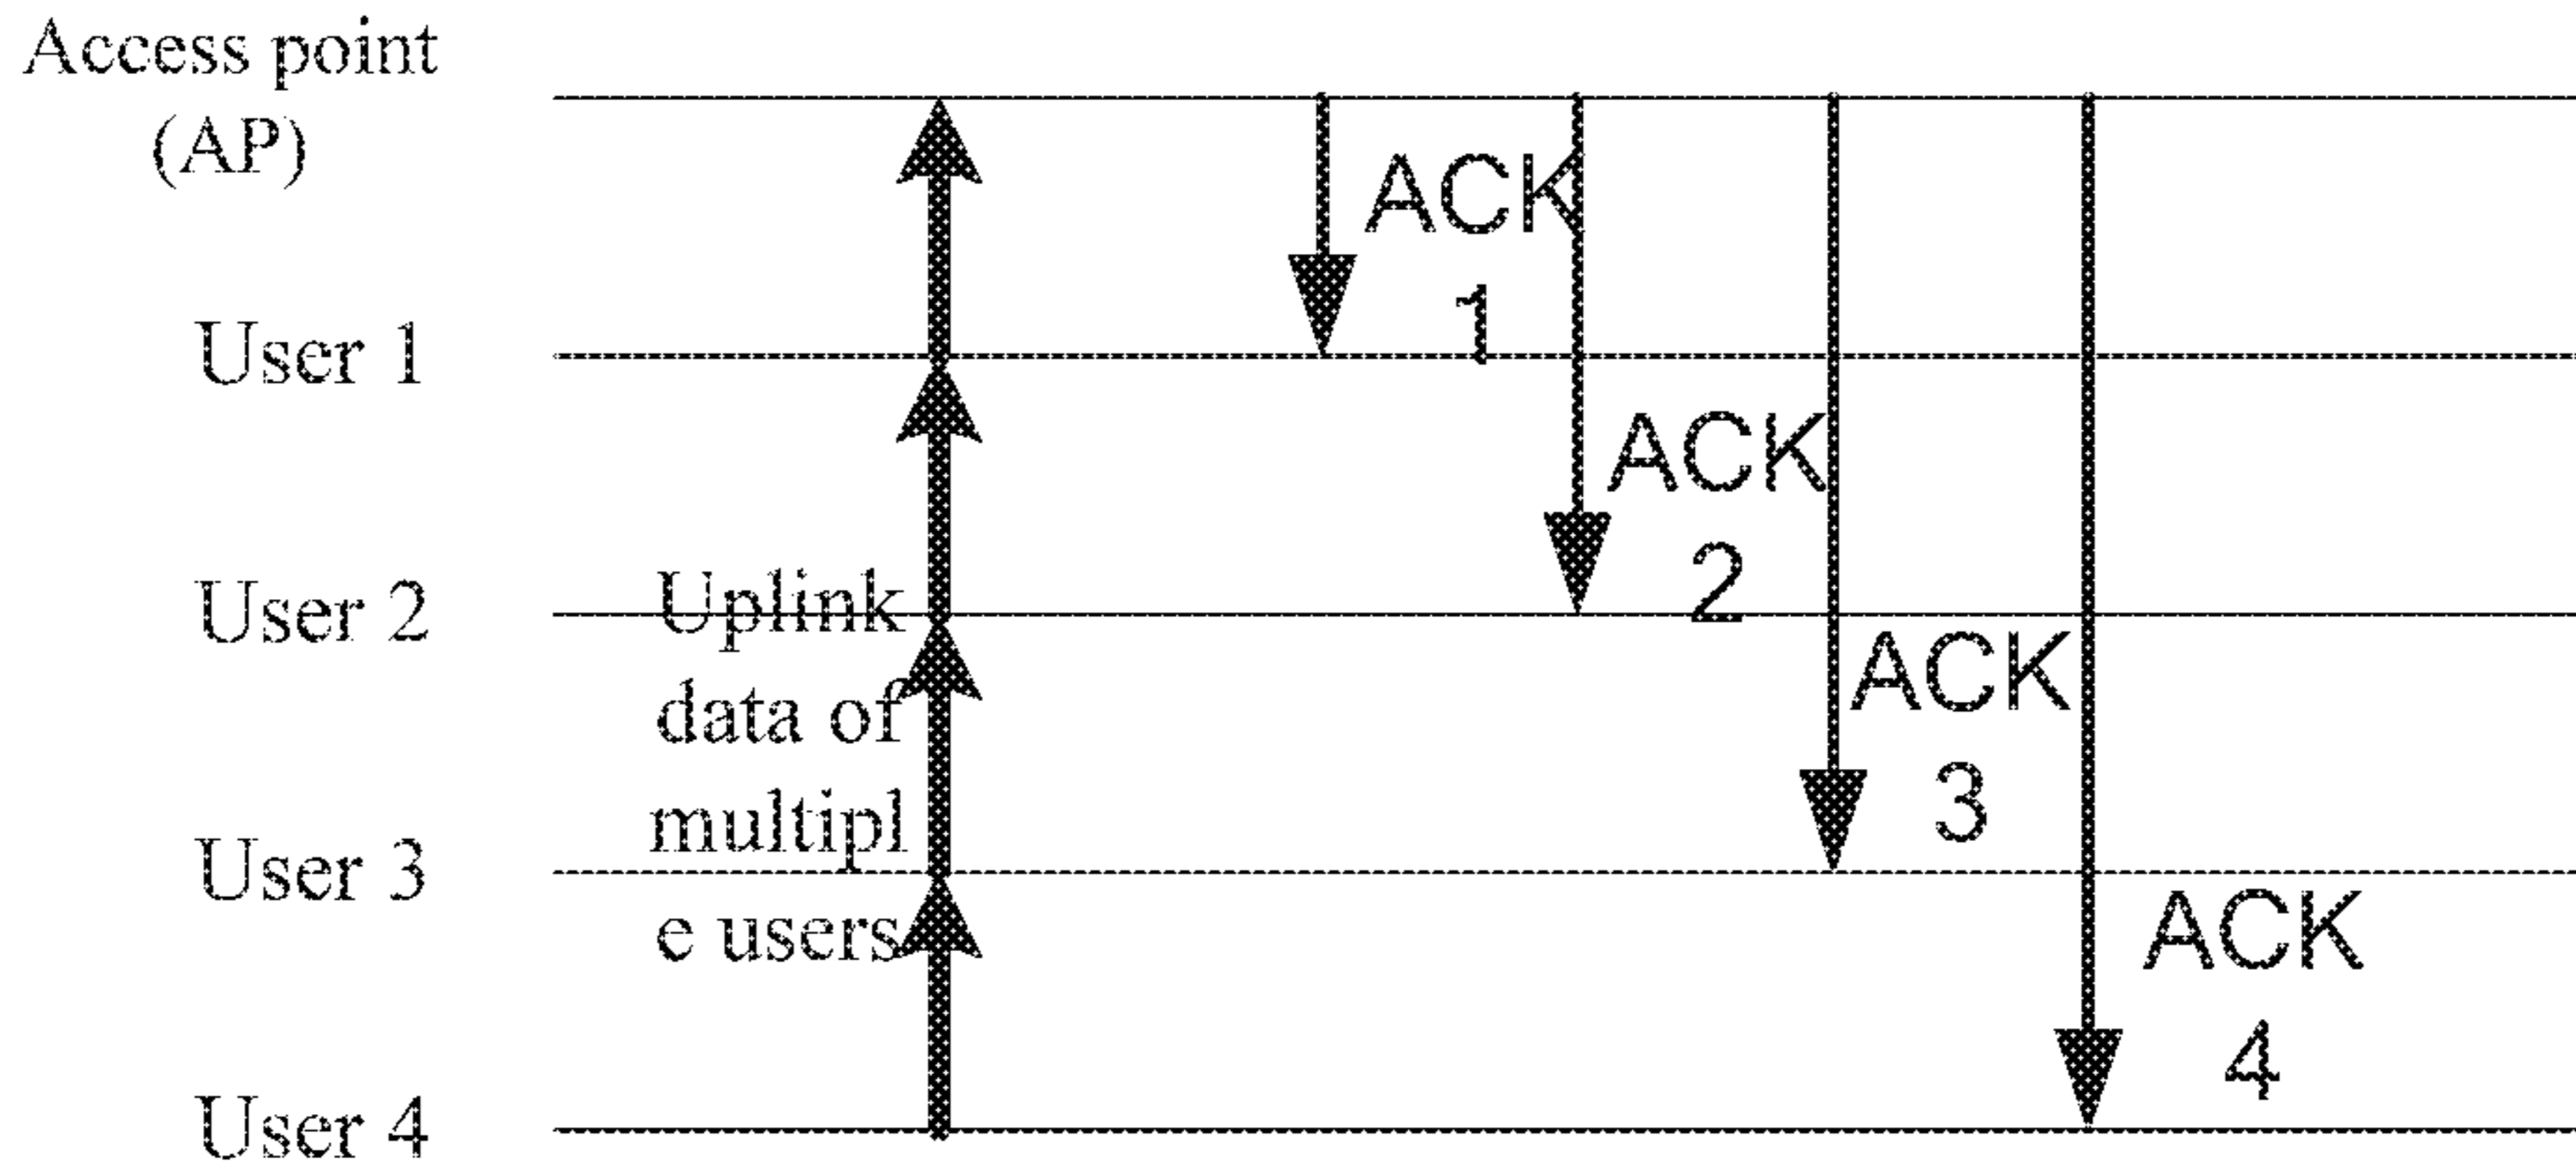 Access point
(AP)
ACK
1
User 1
ACK
2
User 2
Uplink
data of
multipl
e users
ACK
3
User 3
ACK
4
User 4